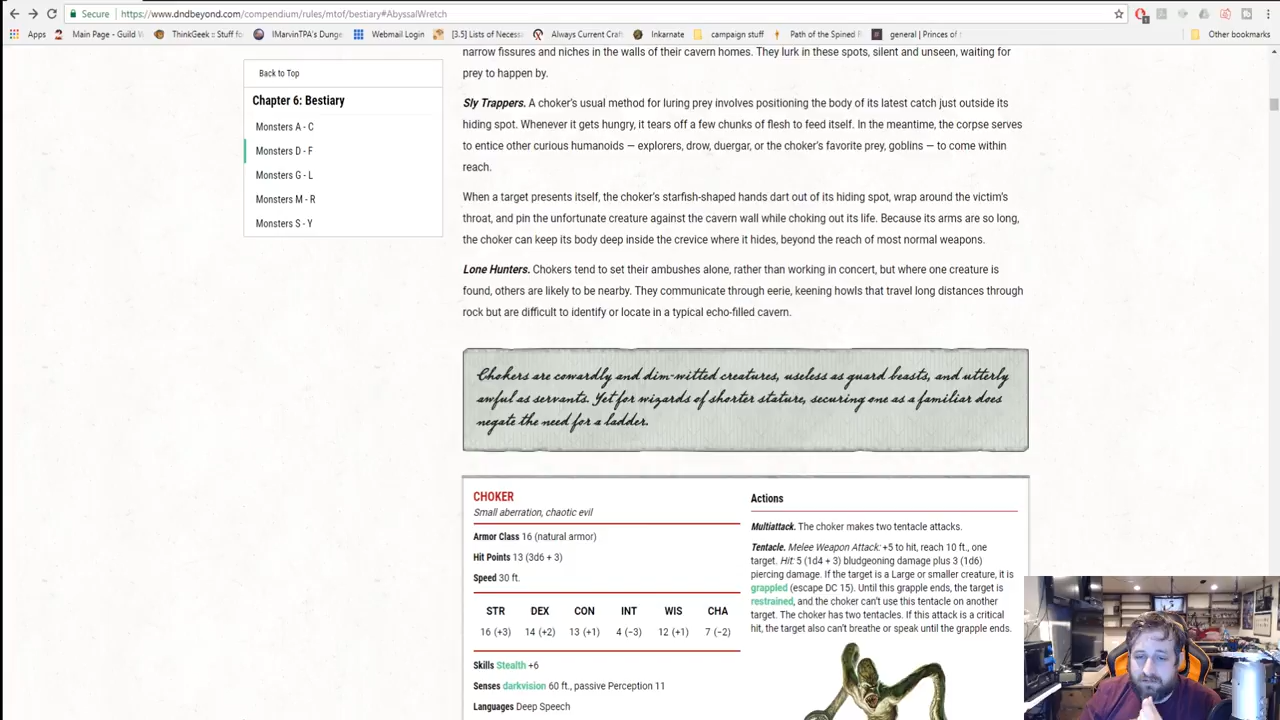 Secure https://www.dndbeyond.com/compendium/rules/mtof/bestiary#AbyssalWretch
Apps Main Page - Guild W ThinkGeek :: Stuff fo IMarvinTPA's Dunge Webmail Login [3.5] Lists of Necess Always Current Craft Inkarnate campaign stuff Path of the Spined B general | Princes of Other bookmarks
narrow fissures and niches in the walls of their cavern homes. They lurk in these spots, silent and unseen, waiting for
prey to happen by.
Back to Top
Chapter 6: Bestiary
Monsters A - C
Monsters D - F
Monsters G - L
Monsters M - R
Monsters S - Y
Sly Trappers. A choker's usual method for luring prey involves positioning the body of its latest catch just outside its
hiding spot. Whenever it gets hungry, it tears off a few chunks of flesh to feed itself. In the meantime, the corpse serves
to entice other curious humanoids — explorers, drow, duergar, or the choker's favorite prey, goblins — to come within
reach.
When a target presents itself, the choker's starfish-shaped hands dart out of its hiding spot, wrap around the victim's
throat, and pin the unfortunate creature against the cavern wall while choking out its life. Because its arms are so long,
the choker can keep its body deep inside the crevice where it hides, beyond the reach of most normal weapons.
Lone Hunters. Chokers tend to set their ambushes alone, rather than working in concert, but where one creature is
found, others are likely to be nearby. They communicate through eerie, keening howls that travel long distances through
rock but are difficult to identify or locate in a typical echo-filled cavern.
Chokers are cowardly and dim-witted creatures, useless as guard beasts, and utterly
awful as servants. Yet for wizards of shorter stature, securing one as a familiar does
negate the need for a ladder.
CHOKER
Small aberration, chaotic evil
Armor Class 16 (natural armor)
Hit Points 13 (3d6 + 3)
Speed 30 ft.
STR DEX CON INT WIS CHA
16 (+3) 14 (+2) 13 (+1) 4 (−3) 12 (+1) 7 (−2)
Skills Stealth +6
Senses darkvision 60 ft., passive Perception 11
Languages Deep Speech
Actions
Multiattack. The choker makes two tentacle attacks.
Tentacle. Melee Weapon Attack: +5 to hit, reach 10 ft., one
target. Hit: 5 (1d4 + 3) bludgeoning damage plus 3 (1d6)
piercing damage. If the target is a Large or smaller creature, it is
grappled (escape DC 15). Until this grapple ends, the target is
restrained, and the choker can't use this tentacle on another
target. The choker has two tentacles. If this attack is a critical
hit, the target also can't breathe or speak until the grapple ends.